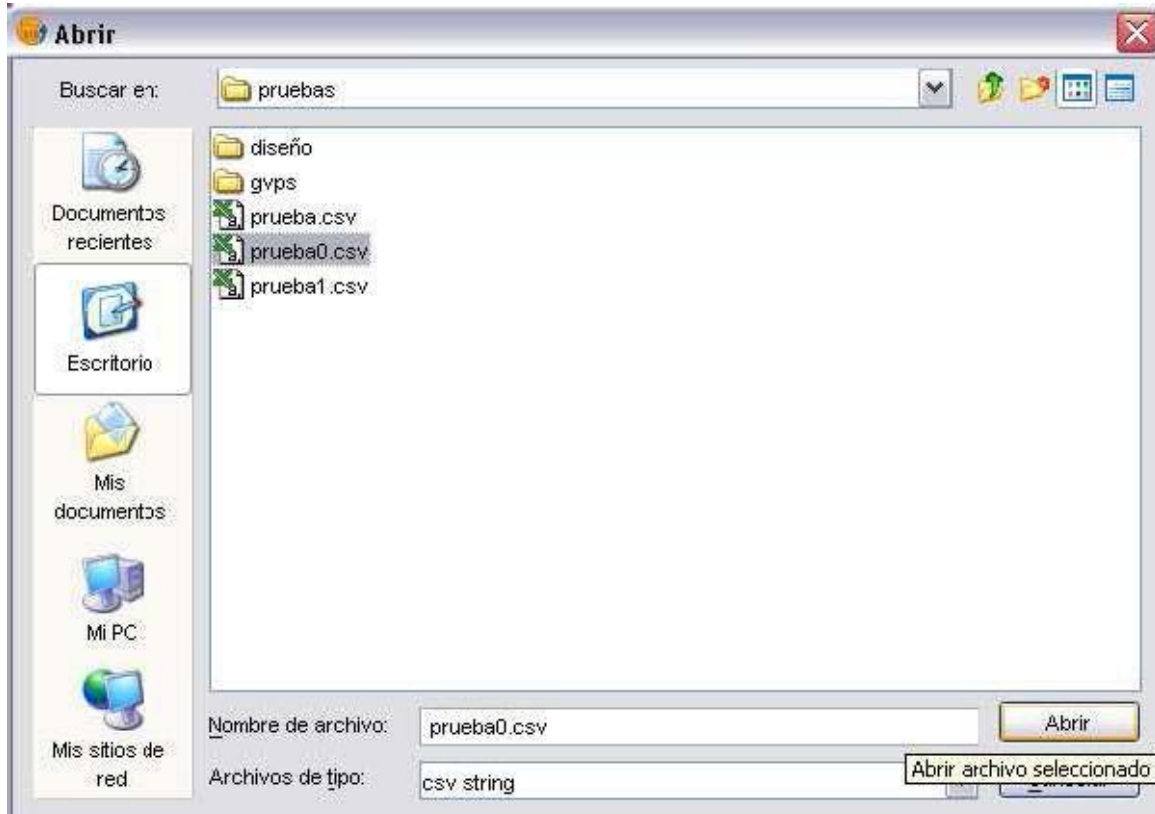 Abrir
Buscar en:
pruebas
diseño
gvps
prueba.csv
prueba0.csv
prueba1.csv
Documentos
recientes
Escritorio
Mis
documentos
Mi PC
Mis sitios de
red
Nombre de archivo:
prueba0.csv
Abrir
Archivos de tipo:
csv string
Abrir archivo seleccionado